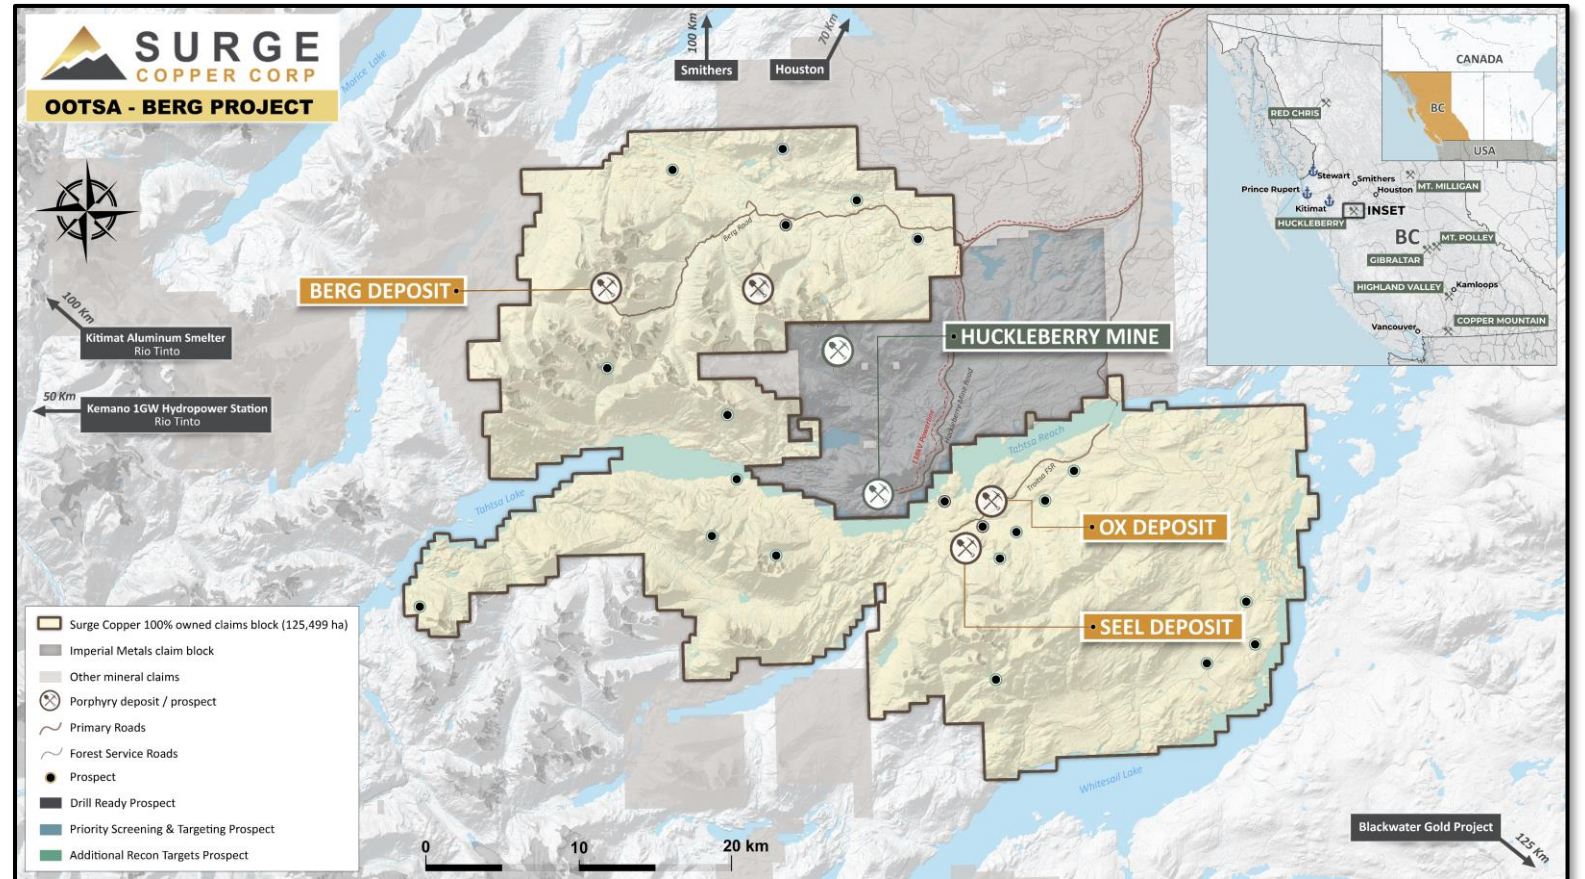 SURGE
COPPER CORP
OOTSA - BERG PROJECT
Morice Lake
100 Km
Smithers
70 Km
Houston
CANADA
BC
USA
RED CHRIS
Stewart
Smithers
Houston
MT. MILLIGAN
Prince Rupert
Kitimat
INSET
HUCKLEBERRY
BC
MT. POLLEY
GIBRALTAR
HIGHLAND VALLEY
Kamloops
COPPER MOUNTAIN
Vancouver
Berg Road
BERG DEPOSIT
100 Km
Kitimat Aluminum Smelter
Rio Tinto
HUCKLEBERRY MINE
50 Km
Kemano 1GW Hydropower Station
Rio Tinto
Huckleberry Mine Road
138kV Powerline
Tahtsa Reach
Troitsa FSR
Tahtsa Lake
OX DEPOSIT
SEEL DEPOSIT
Surge Copper 100% owned claims block (125,499 ha)
Imperial Metals claim block
Other mineral claims
Porphyry deposit / prospect
Primary Roads
Forest Service Roads
Prospect
Drill Ready Prospect
Priority Screening & Targeting Prospect
Additional Recon Targets Prospect
0 10 20 km
Whitesail Lake
Blackwater Gold Project
125 Km